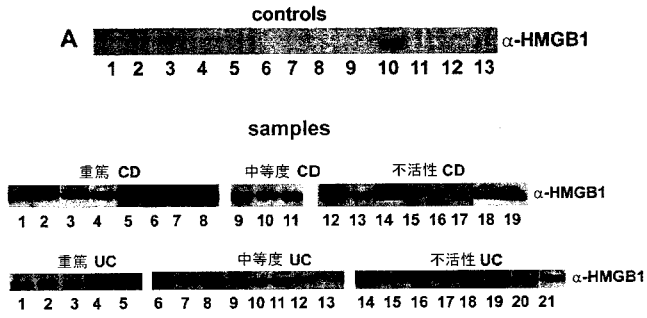 controls
A α-HMGB1
1 2 3 4 5 6 7 8 9 10 11 12 13
samples
重篤 CD 中等度 CD 不活性 CD
α-HMGB1
1 2 3 4 5 6 7 8 9 10 11 12 13 14 15 16 17 18 19
重篤 UC 中等度 UC 不活性 UC
α-HMGB1
1 2 3 4 5 6 7 8 9 10 11 12 13 14 15 16 17 18 19 20 21